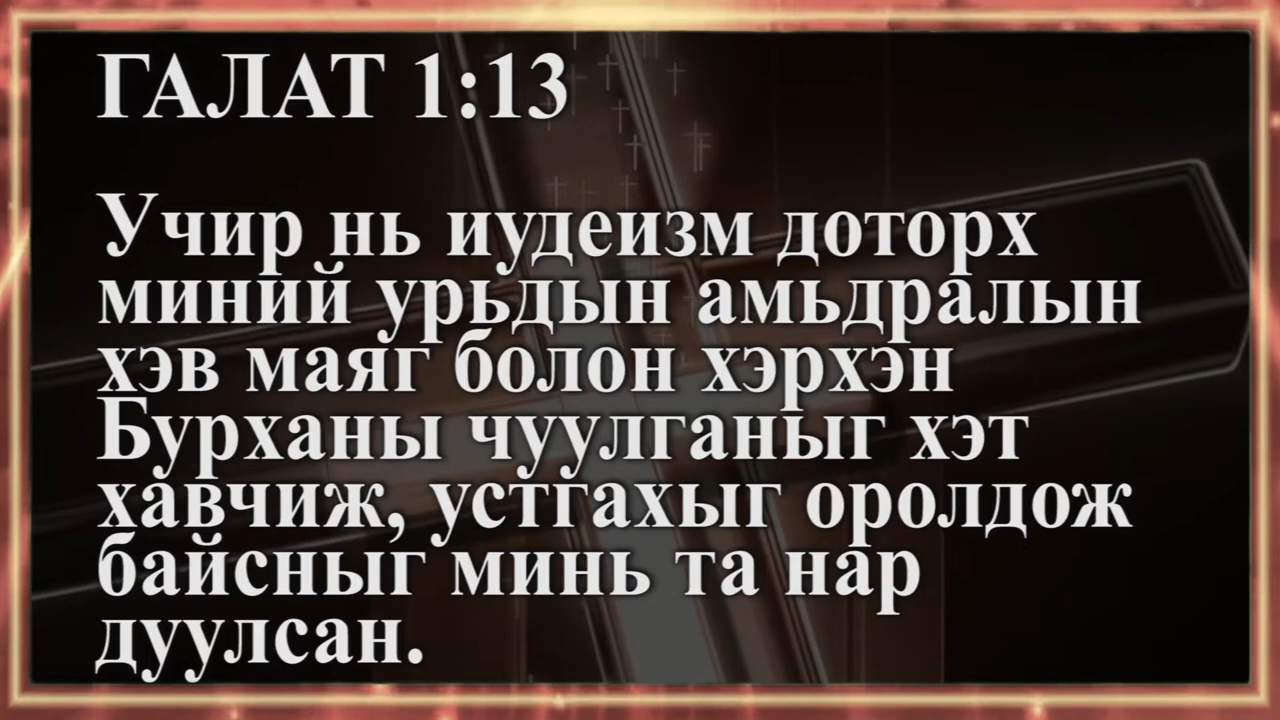 ГАЛАТ 1:13
Учир нь иудеизм доторх
миний урьдын амьдралын
хэв маяг болон хэрхэн
Бурханы чуулганыг хэт
хавчиж, устгахыг оролдож
байсныг минь та нар
дуулсан.